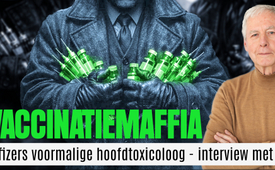 VACCINATIEMAFFIA
fizers voormalige hoofdtoxicoloog - interview met